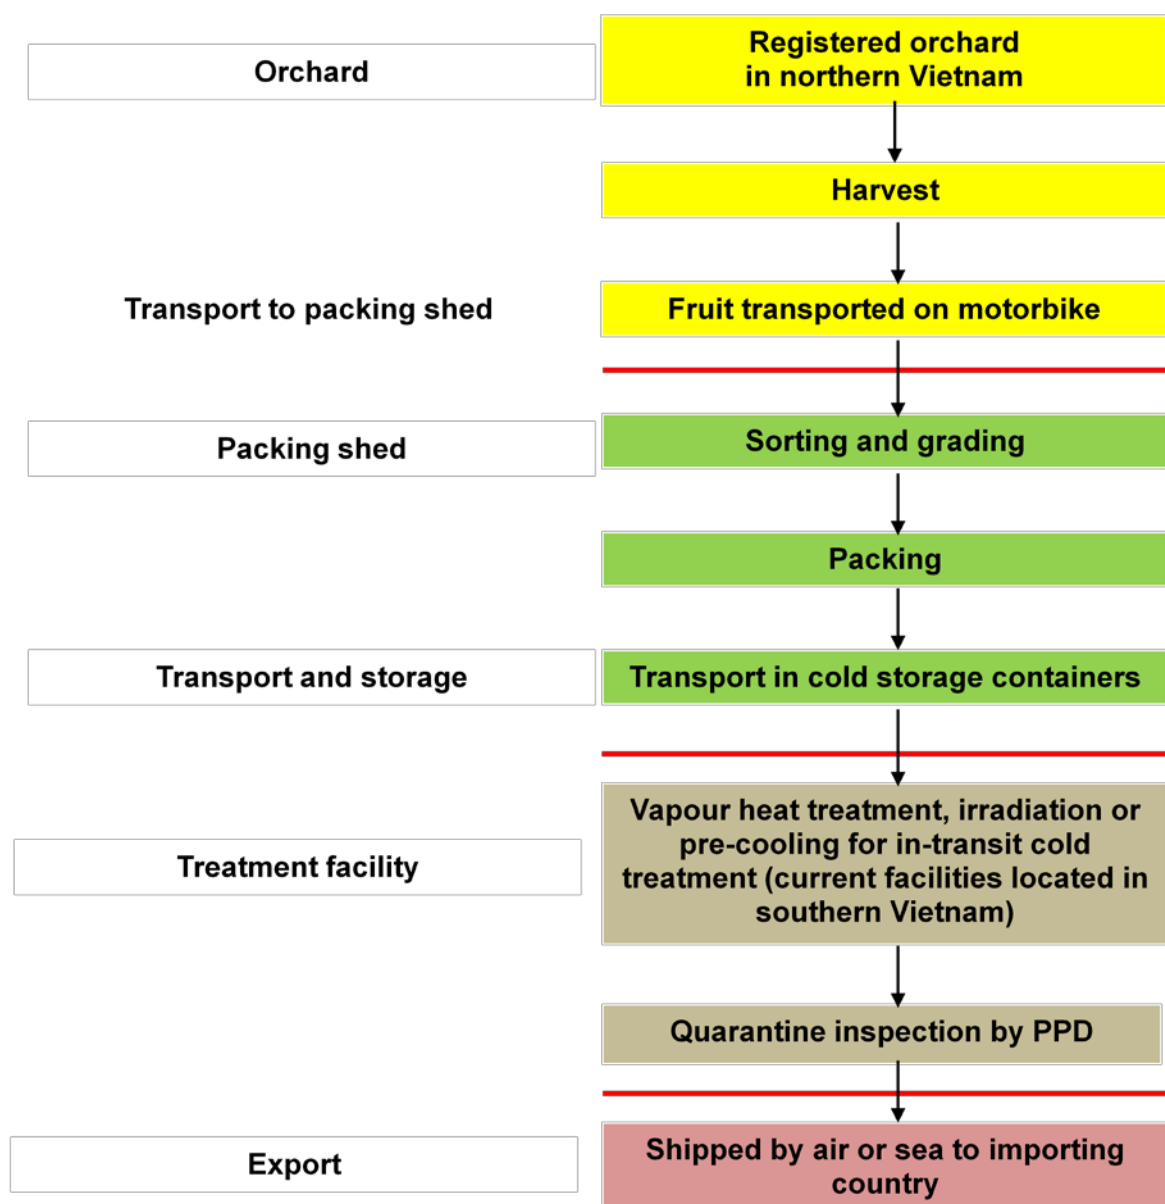 Orchard
Registered orchard
in northern Vietnam
Harvest
Transport to packing shed
Fruit transported on motorbike
Packing shed
Sorting and grading
Packing
Transport and storage
Transport in cold storage containers
Treatment facility
Vapour heat treatment, irradiation or
pre-cooling for in-transit cold
treatment (current facilities located in
southern Vietnam)
Quarantine inspection by PPD
Export
Shipped by air or sea to importing
country